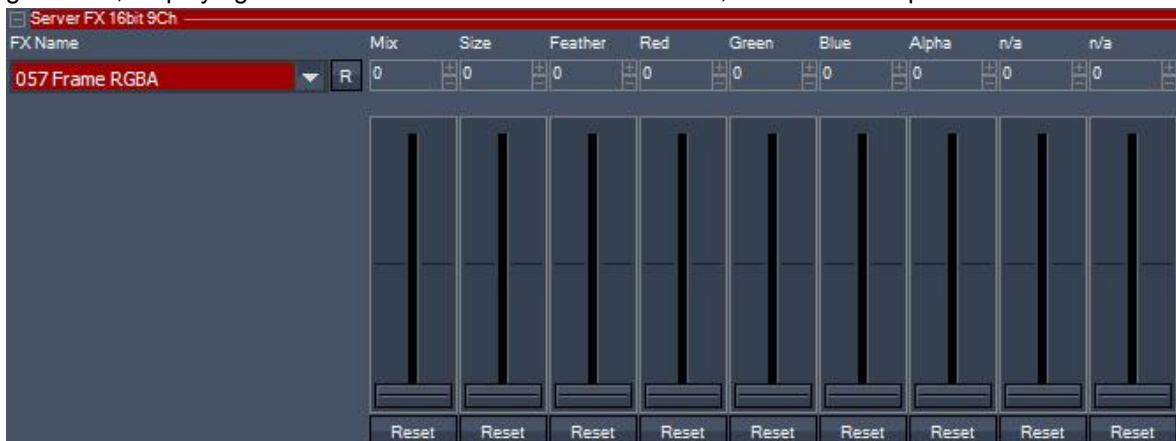 Server FX 16bit 9Ch
FX Name Mix Size Feather Red Green Blue Alpha n/a n/a
057 Frame RGBA R 0 0 0 0 0 0 0 0 0
Reset Reset Reset Reset Reset Reset Reset Reset Reset